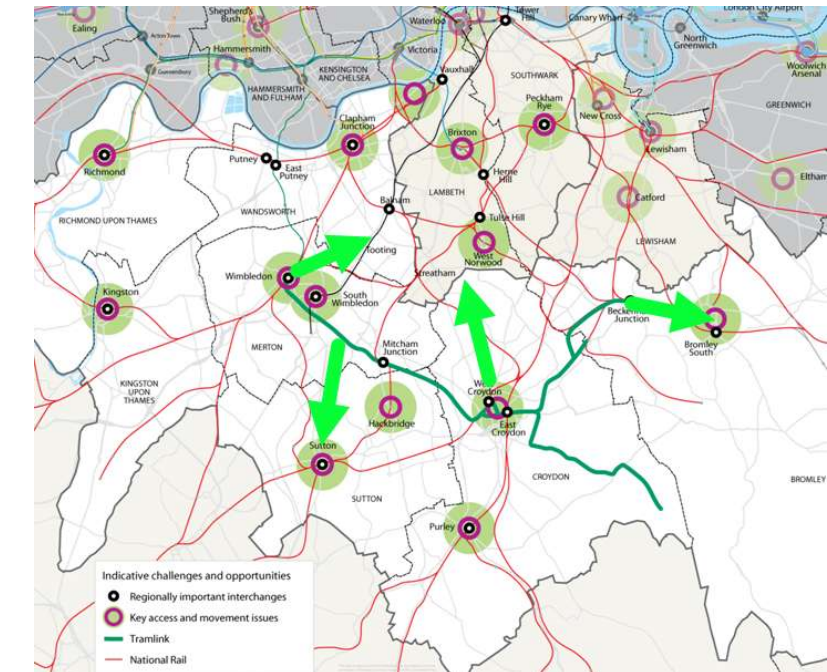 Ealing
Shepherd's
Bush
Acton Town
Hammersmith
Gunnersbury
HAMMERSMITH
AND FULHAM
KENSINGTON
AND CHELSEA
Waterloo
Victoria
Vauxhall
Tower
Hill
Canary Wharf
London City Airport
North
Greenwich
Woolwich
Arsenal
SOUTHWARK
GREENWICH
Peckham
Rye
New Cross
Lewisham
Eltham
Clapham
Junction
Brixton
Herne
Hill
LAMBETH
Catford
Richmond
Putney
East
Putney
Balham
Tulse Hill
RICHMOND UPON THAMES
WANDSWORTH
LEWISHAM
Tooting
West
Norwood
Streatham
Wimbledon
South
Wimbledon
Kingston
MERTON
Mitcham
Junction
Beckenham
Junction
Bromley
South
KINGSTON
UPON
THAMES
Hackbridge
West
Croydon
East
Croydon
Sutton
SUTTON
CROYDON
BROMLEY
Purley
Indicative challenges and opportunities
Regionally important interchanges
Key access and movement issues
Tramlink
National Rail